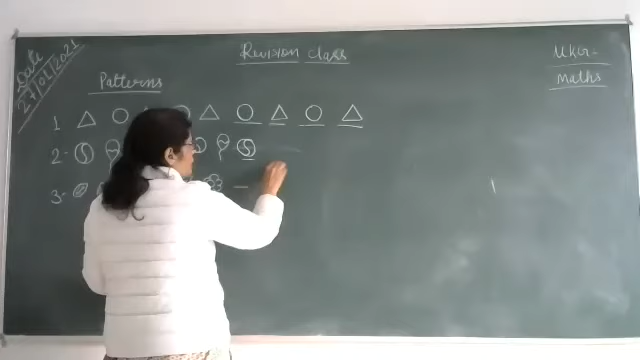 Date
27/01/2021
Revision class
UKG-
Maths
Patterns
1
2-
3-